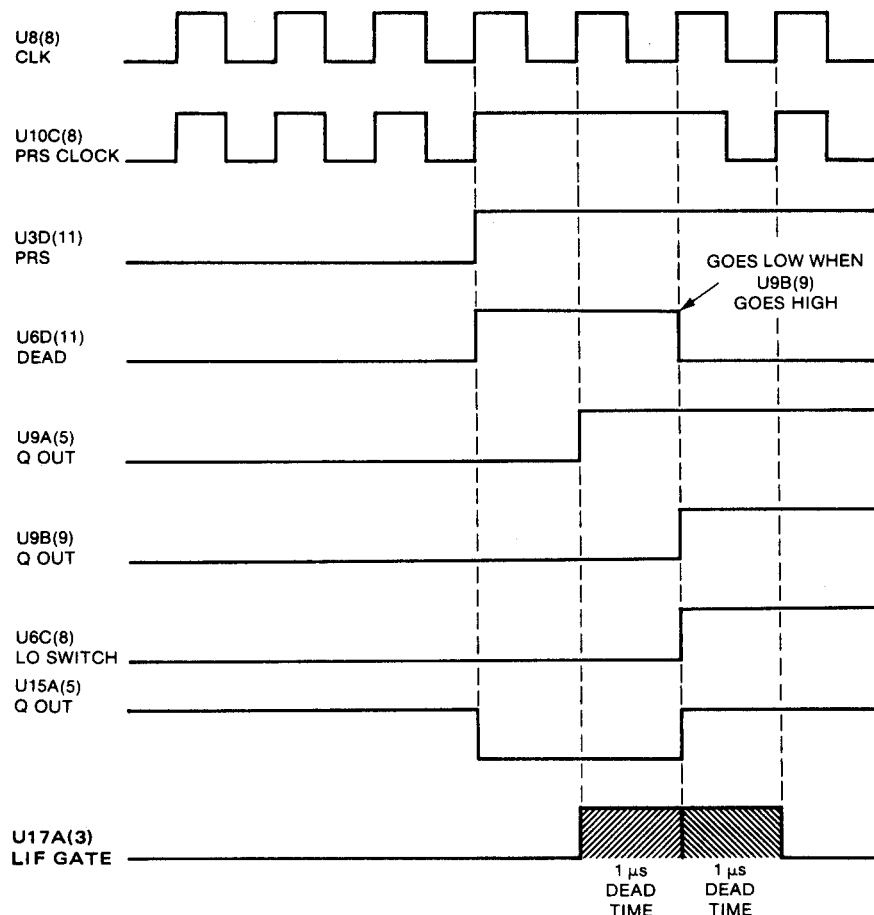 U8(8)
CLK
U10C(8)
PRS CLOCK
U3D(11)
PRS
GOES LOW WHEN
U9B(9)
GOES HIGH
U6D(11)
DEAD
U9A(5)
Q OUT
U9B(9)
Q OUT
U6C(8)
LO SWITCH
U15A(5)
Q OUT
U17A(3)
LIF GATE
1 μs
DEAD
TIME
1 μs
DEAD
TIME